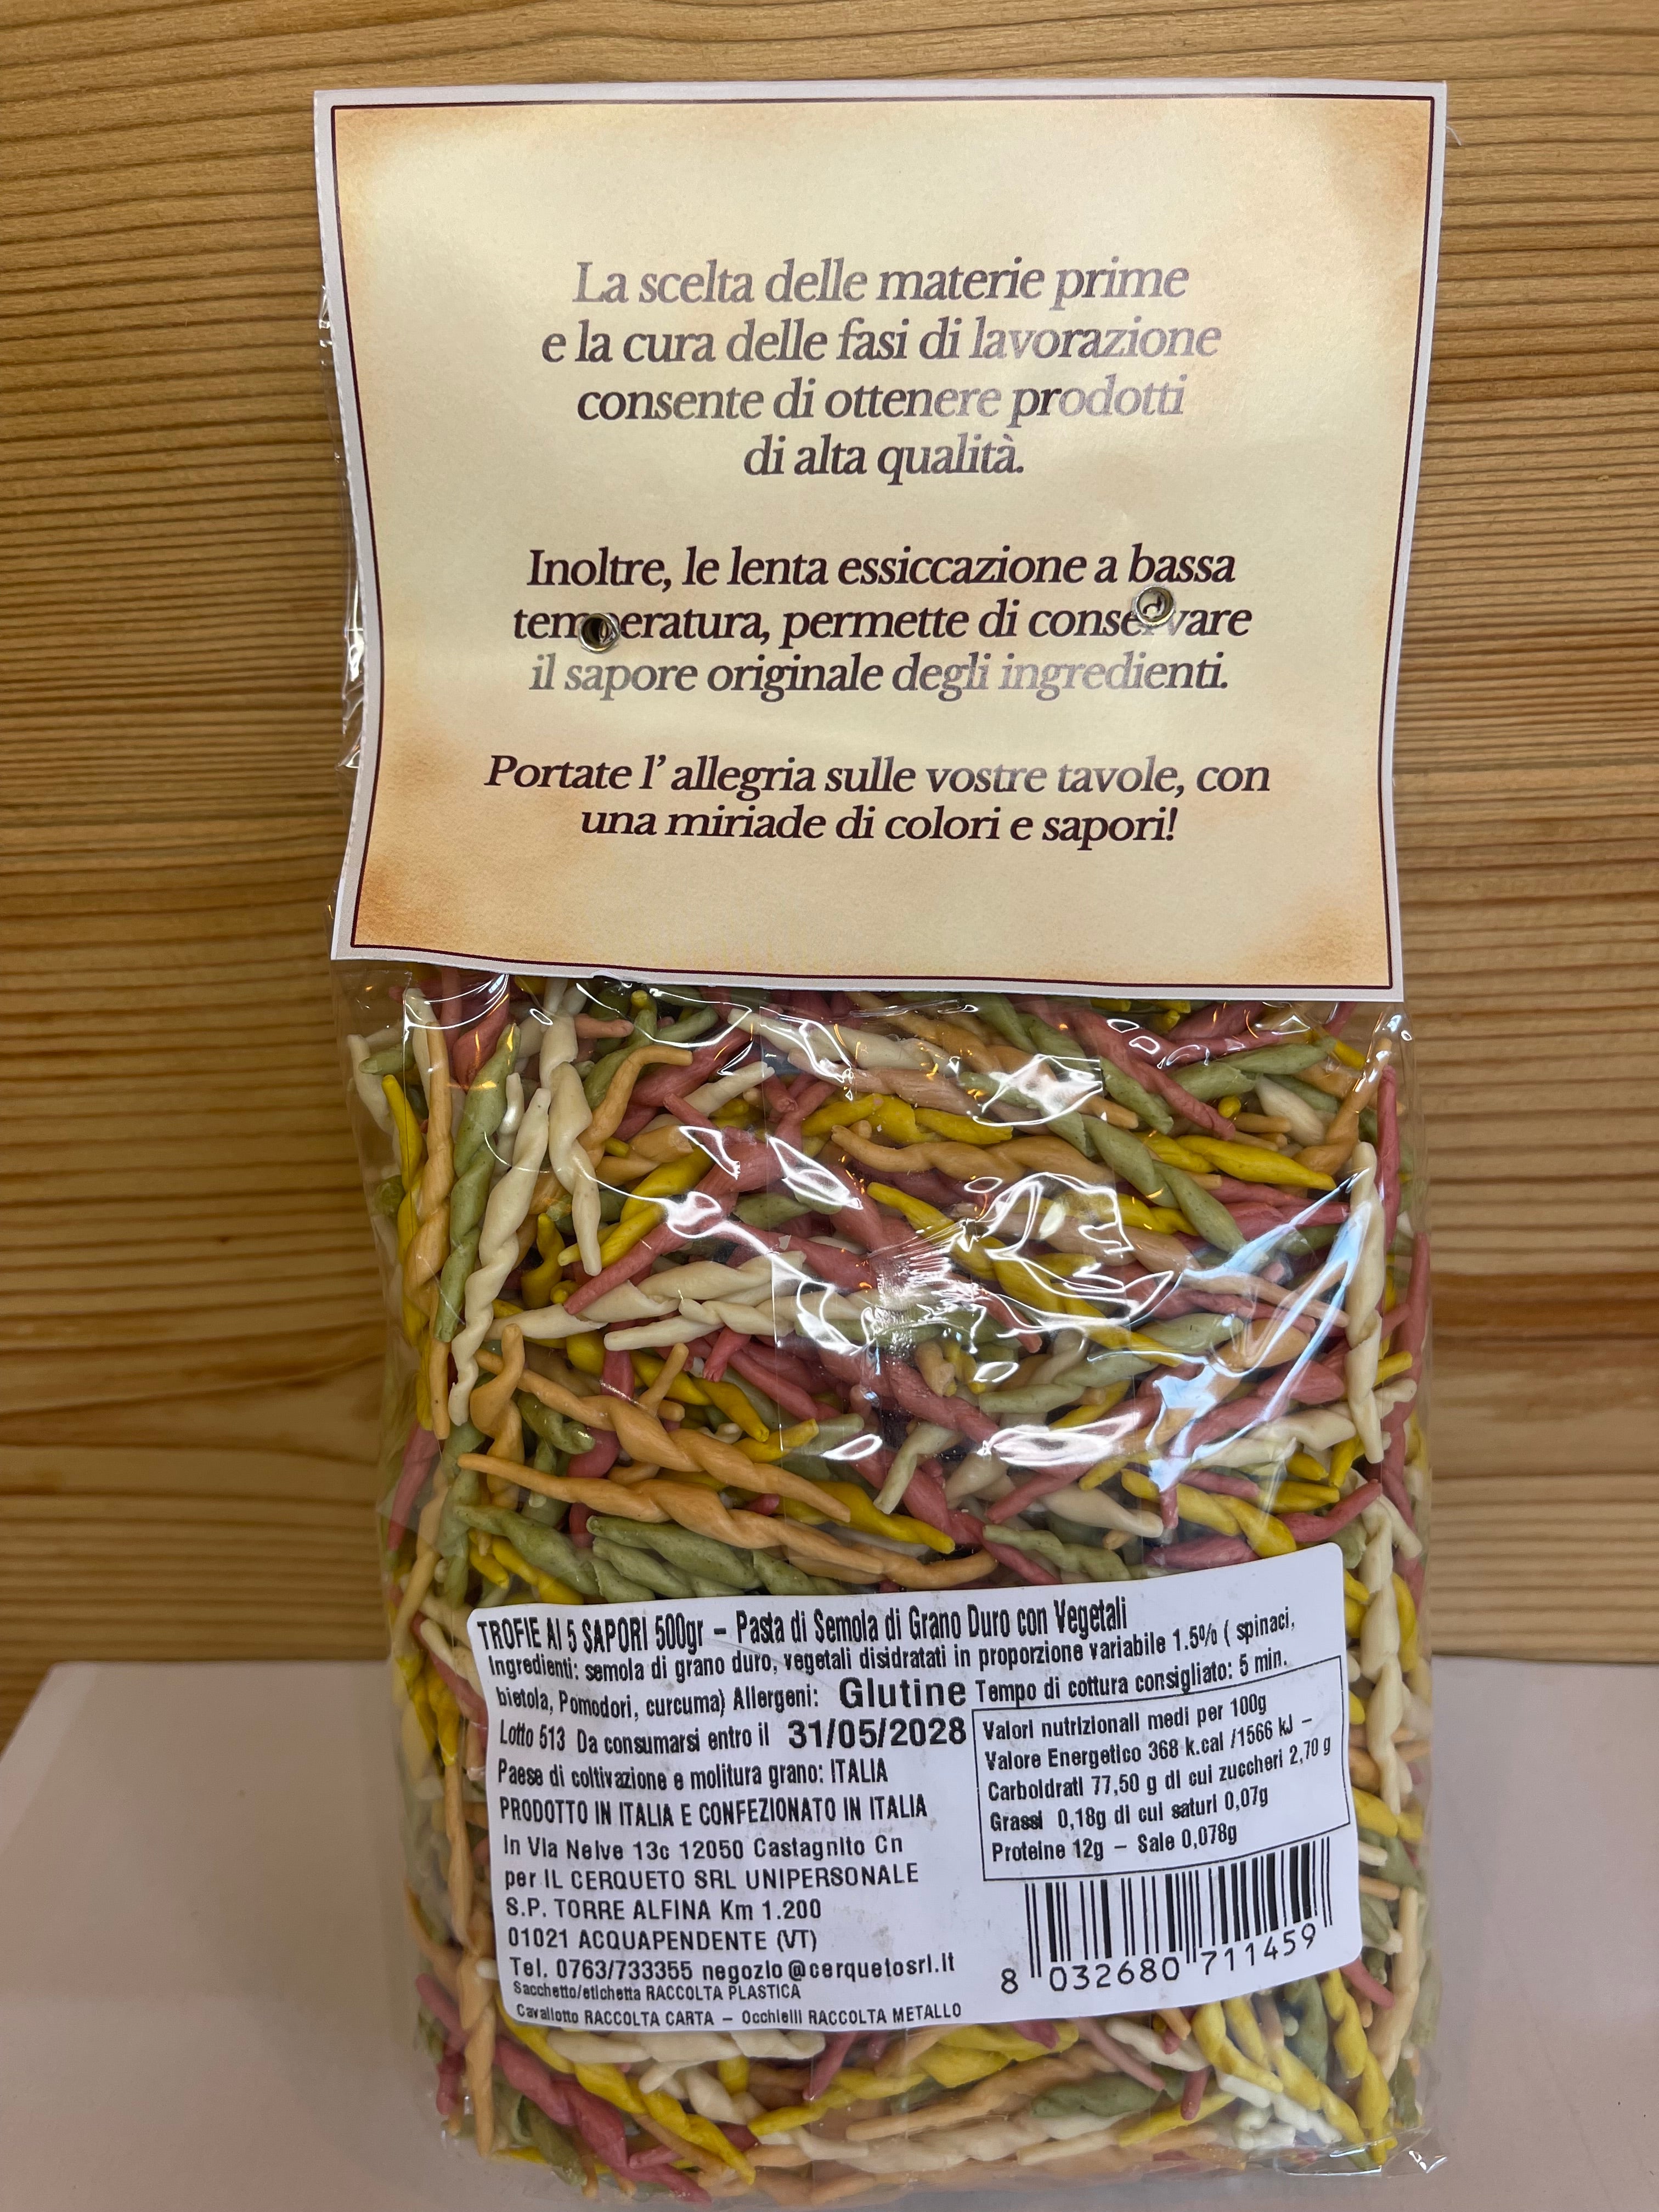 La scelta delle materie prime
e la cura delle fasi di lavorazione
consente di ottenere prodotti
di alta qualità.
Inoltre, le lenta essiccazione a bassa
temperatura, permette di conservare
il sapore originale degli ingredienti.
Portate l' allegria sulle vostre tavole, con
una miriade di colori e sapori!
TROFIE AI 5 SAPORI 500gr – Pasta di Semola di Grano Duro con Vegetali
Ingredienti: semola di grano duro, vegetali disidratati in proporzione variabile 1.5% ( spinaci,
bietola, Pomodori, curcuma) Allergeni: Glutine Tempo di cottura consigliato: 5 min.
Lotto 513 Da consumarsi entro il 31/05/2028
Paese di coltivazione e molitura grano: ITALIA
PRODOTTO IN ITALIA E CONFEZIONATO IN ITALIA
In Via Neive 13c 12050 Castagnito Cn
per IL CERQUETO SRL UNIPERSONALE
S.P. TORRE ALFINA Km 1.200
01021 ACQUAPENDENTE (VT)
Tel. 0763/733355 negozio@cerquetosrl.it
Sacchetto/etichetta RACCOLTA PLASTICA
Cavallotto RACCOLTA CARTA – Occhielli RACCOLTA METALLO
Valori nutrizionali medi per 100g
Valore Energetico 368 k.cal /1566 kJ –
Carboidrati 77,50 g di cui zuccheri 2,70 g
Grassi 0,18g di cui saturi 0,07g
Proteine 12g – Sale 0,078g
8 032680 711459